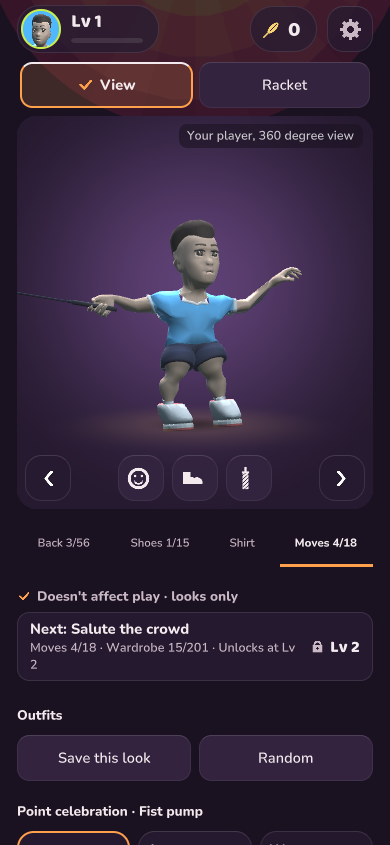 Lv 1
0
View
Racket
Your player, 360 degree view
Back 3/56
Shoes 1/15
Shirt
Moves 4/18
Doesn't affect play · looks only
Next: Salute the crowd
Moves 4/18 · Wardrobe 15/201 · Unlocks at Lv
2
Lv 2
Outfits
Save this look
Random
Point celebration · Fist pump